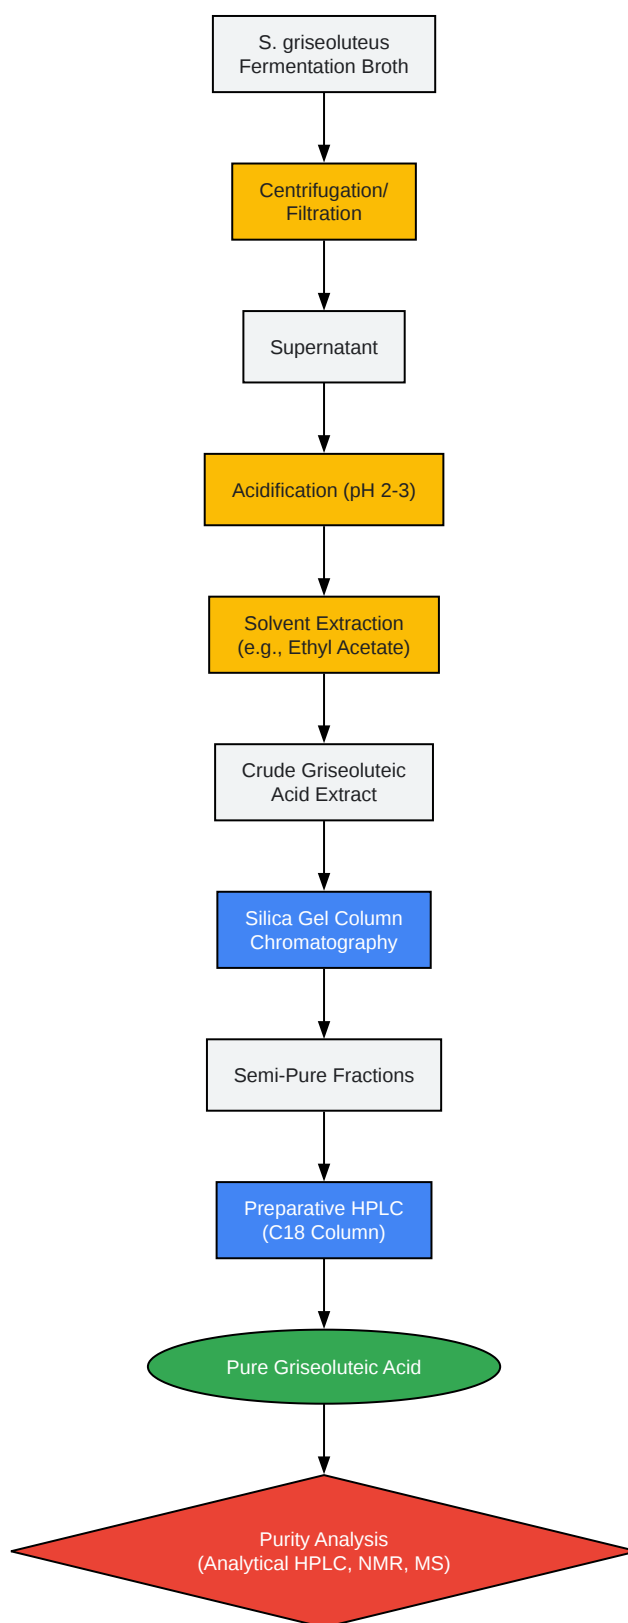 S. griseoluteus
Fermentation Broth
Centrifugation/
Filtration
Supernatant
Acidification (pH 2-3)
Solvent Extraction
(e.g., Ethyl Acetate)
Crude Griseoluteic
Acid Extract
Silica Gel Column
Chromatography
Semi-Pure Fractions
Preparative HPLC
(C18 Column)
Pure Griseoluteic Acid
Purity Analysis
(Analytical HPLC, NMR, MS)